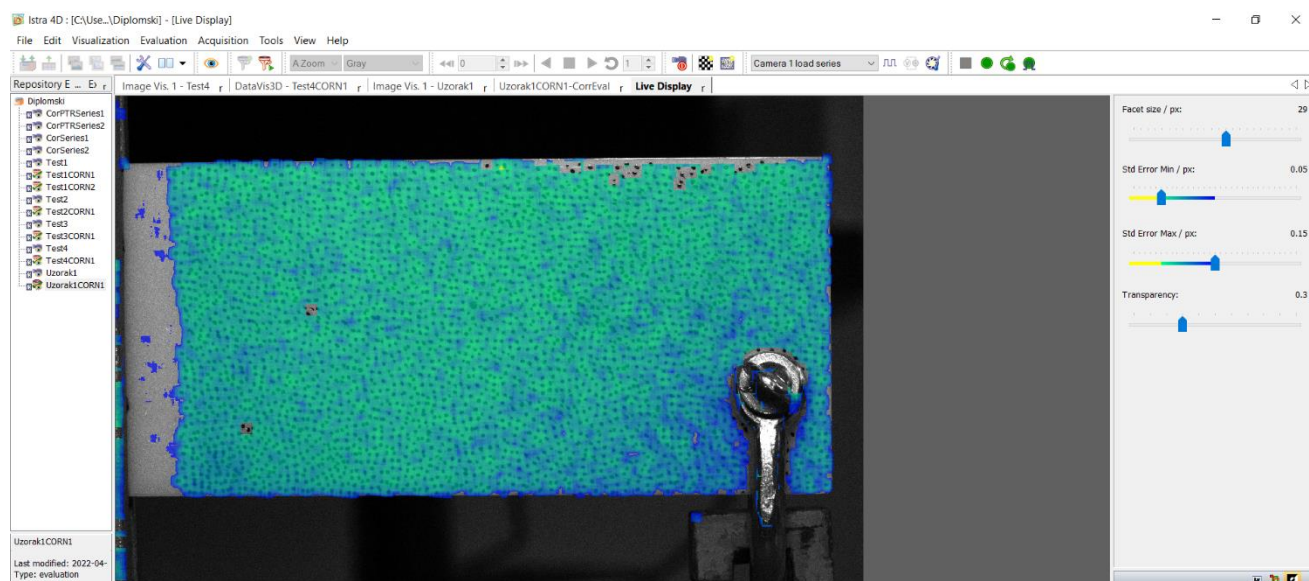 Istra 4D : [C:\Use...\Diplomski] - [Live Display]
File Edit Visualization Evaluation Acquisition Tools View Help
A.Zoom Gray 0 1 Camera 1 load series
Repository E ... Image Vis. 1 - Test4 DataVis3D - Test4CORN1 Image Vis. 1 - Uzorak1 Uzorak1CORN1-CorrEval Live Display
Diplomski
CorPTRSeries1
CorPTRSeries2
CorSeries1
CorSeries2
Test1
Test1CORN1
Test1CORN2
Test2
Test2CORN1
Test3
Test3CORN1
Test4
Test4CORN1
Uzorak1
Uzorak1CORN1
Facet size / px: 29
Std Error Min / px: 0.05
Std Error Max / px: 0.15
Transparency: 0.3
Uzorak1CORN1
Last modified: 2022-04-
Type: evaluation